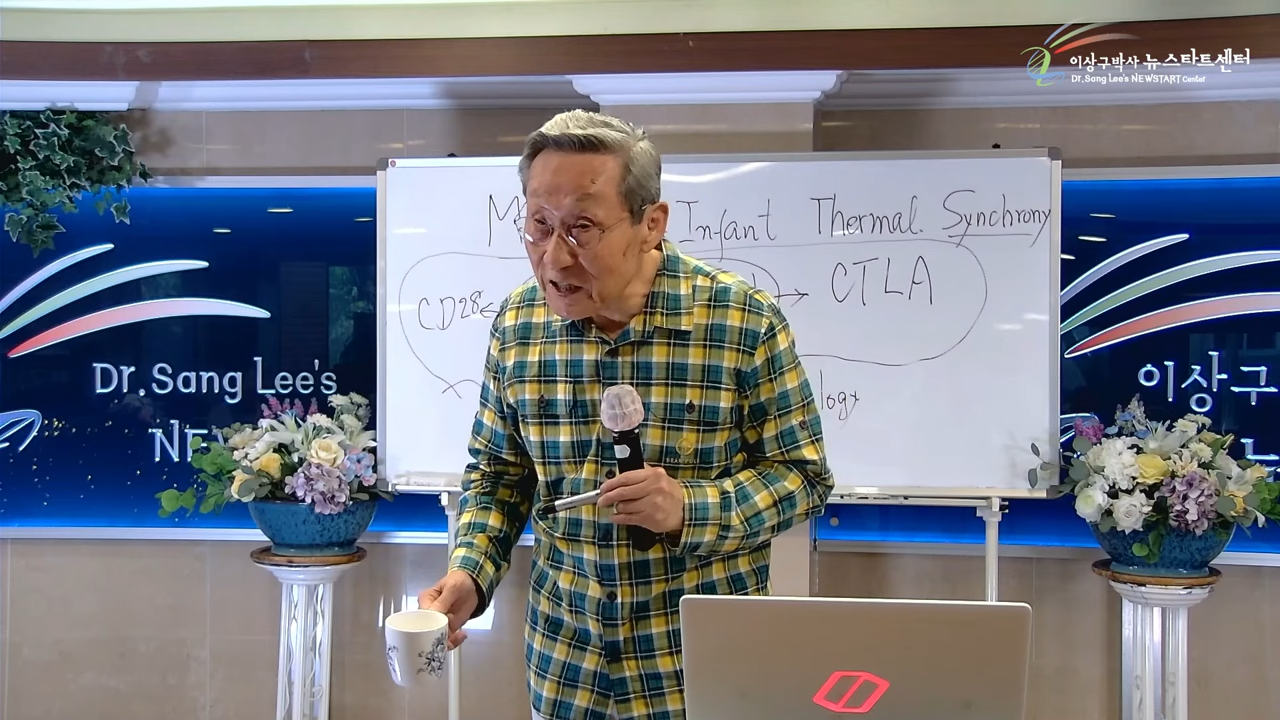 이상구박사 뉴스타트센터
Dr.Sang Lee's NEWSTART Center
Infant Thermal Synchrony
CD28
CTLA
Dr.Sang Lee's
이상구